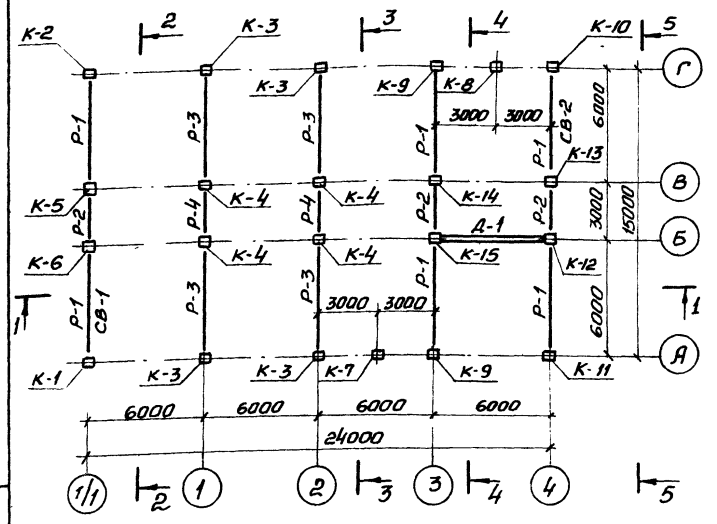 2 3 4 5
К-2 К-3 К-3 К-9 К-8 К-10 Г
3000 3000 СВ-2 6000
Р-1 Р-3 Р-3 Р-1 Р-1
К-13
К-5 К-4 К-4 К-14 В
Р-2 Р-4 Р-2 Р-2 3000 15000
Д-1
К-6 К-4 К-4 К-15 К-12 Б
Р-1 СВ-1 Р-3 Р-3 Р-1 Р-1 6000
3000 3000
1 1
К-1 К-3 К-3 К-7 К-9 К-11 А
6000 6000 6000 6000
24000
1/1 1 2 3 4
2 3 4 5